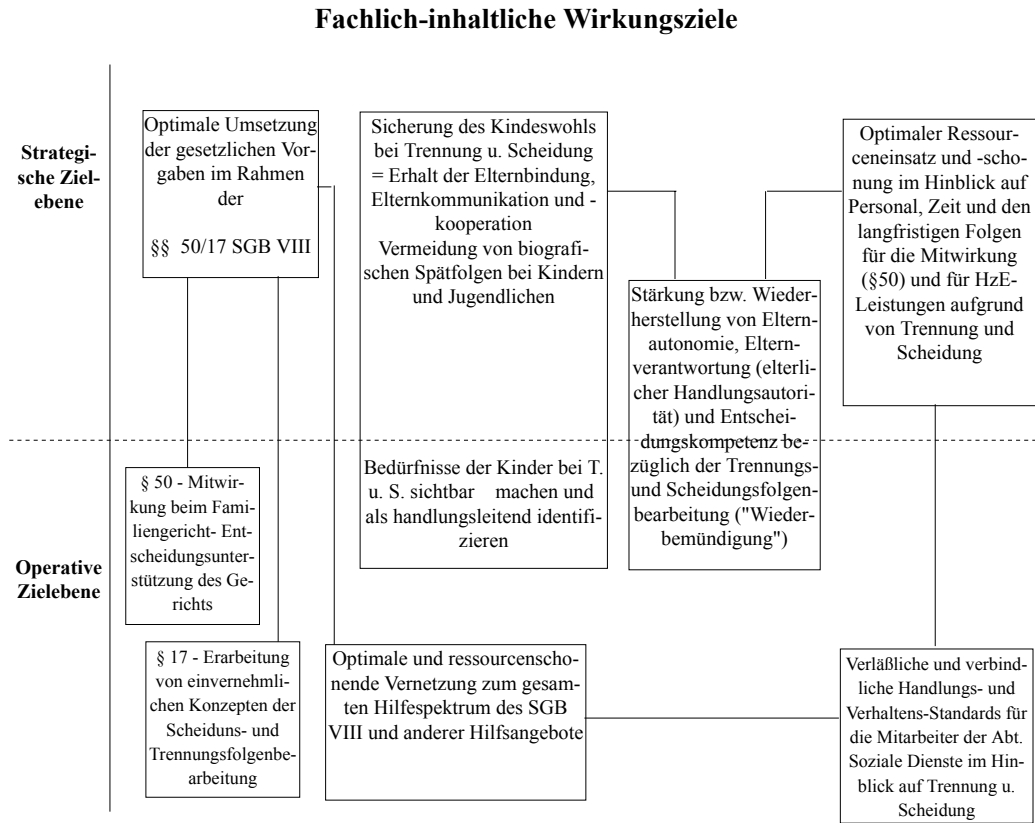 Fachlich-inhaltliche Wirkungsziele
Strategi-
sche Ziel-
ebene
Optimale Umsetzung
der gesetzlichen Vor-
gaben im Rahmen
der
§§ 50/17 SGB VIII
Sicherung des Kindeswohls
bei Trennung u. Scheidung
= Erhalt der Elternbindung,
Elternkommunikation und -
kooperation
Vermeidung von biografi-
schen Spätfolgen bei Kindern
und Jugendlichen
Bedürfnisse der Kinder bei T.
u. S. sichtbar machen und
als handlungsleitend identifi-
zieren
Stärkung bzw. Wieder-
herstellung von Eltern-
autonomie, Eltern-
verantwortung (elter-
licher Handlungsautori-
tät) und Entschei-
dungskompetenz be-
züglich der Trennungs-
und Scheidungsfolgen-
bearbeitung ("Wieder-
bemündigung")
Optimaler Ressour-
ceneinsatz und -scho-
nung im Hinblick auf
Personal, Zeit und den
langfristigen Folgen
für die Mitwirkung
(§50) und für HzE-
Leistungen aufgrund
von Trennung und
Scheidung
Operative
Zielebene
§ 50 - Mitwir-
kung beim Fami-
liengericht- Ent-
scheidungsunter-
stützung des Ge-
richts
§ 17 - Erarbeitung
von einvernehmli-
chen Konzepten der
Scheiduns- und
Trennungsfolgenbe-
arbeitung
Optimale und ressourcenscho-
nende Vernetzung zum gesam-
ten Hilfespektrum des SGB
VIII und anderer Hilfsangebote
Verläßliche und verbind-
liche Handlungs- und
Verhaltens-Standards für
die Mitarbeiter der Abt.
Soziale Dienste im Hin-
blick auf Trennung u.
Scheidung